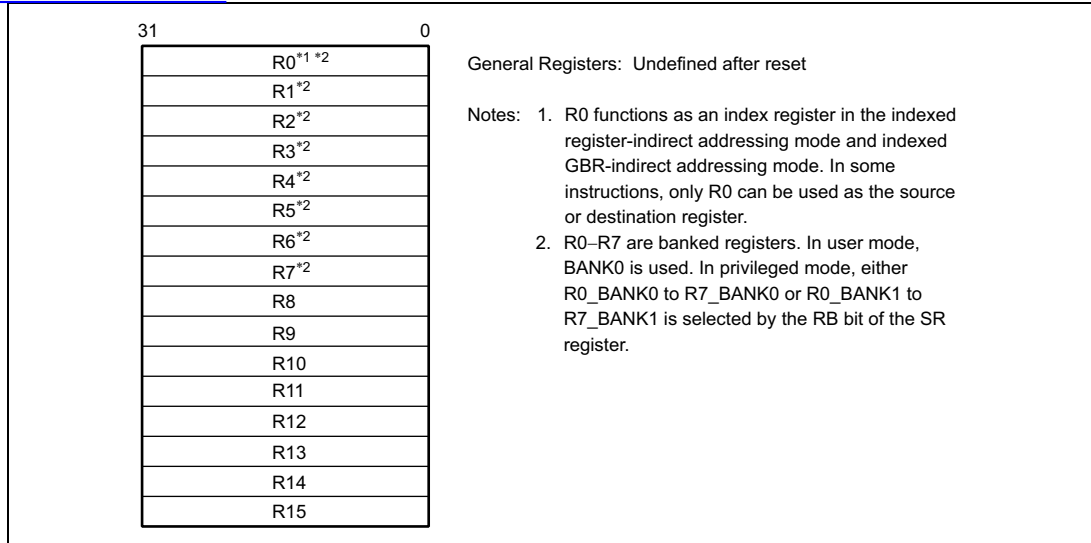 31 0
R0*1 *2
R1*2
R2*2
R3*2
R4*2
R5*2
R6*2
R7*2
R8
R9
R10
R11
R12
R13
R14
R15
General Registers: Undefined after reset
Notes: 1. R0 functions as an index register in the indexed
register-indirect addressing mode and indexed
GBR-indirect addressing mode. In some
instructions, only R0 can be used as the source
or destination register.
2. R0–R7 are banked registers. In user mode,
BANK0 is used. In privileged mode, either
R0_BANK0 to R7_BANK0 or R0_BANK1 to
R7_BANK1 is selected by the RB bit of the SR
register.